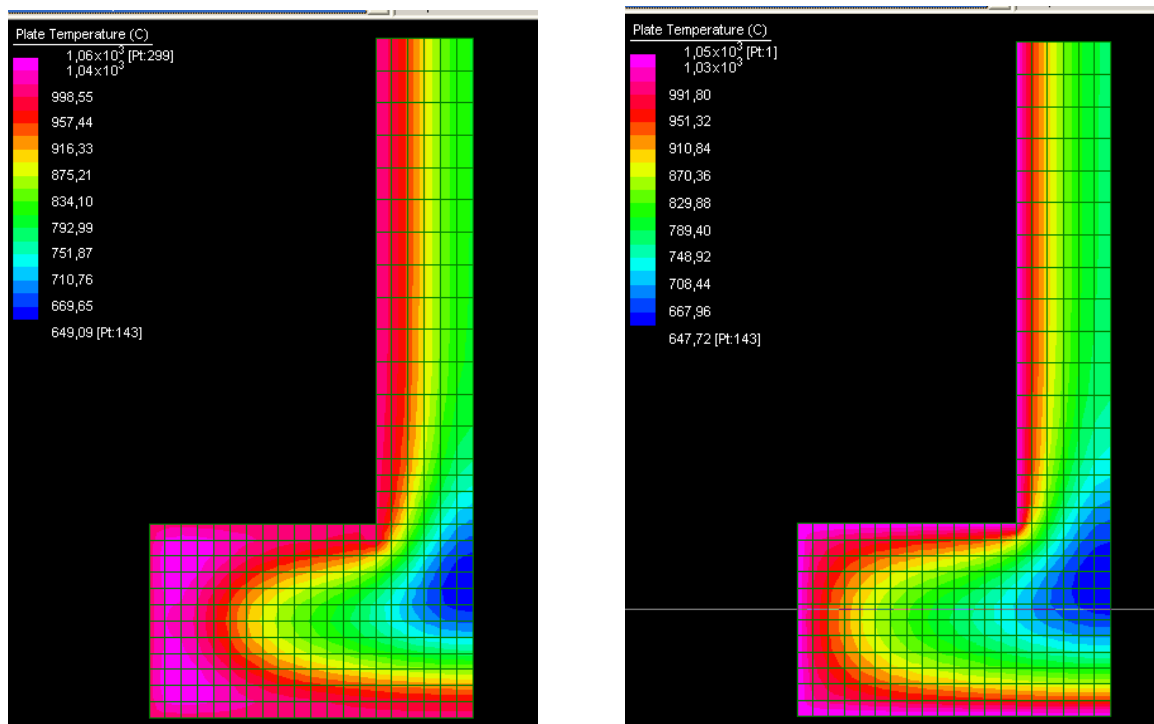 Plate Temperature (C)
1,06x10³ [Pt:299]
1,04x10³
998,55
957,44
916,33
875,21
834,10
792,99
751,87
710,76
669,65
649,09 [Pt:143]
Plate Temperature (C)
1,05x10³ [Pt:1]
1,03x10³
991,80
951,32
910,84
870,36
829,88
789,40
748,92
708,44
667,96
647,72 [Pt:143]